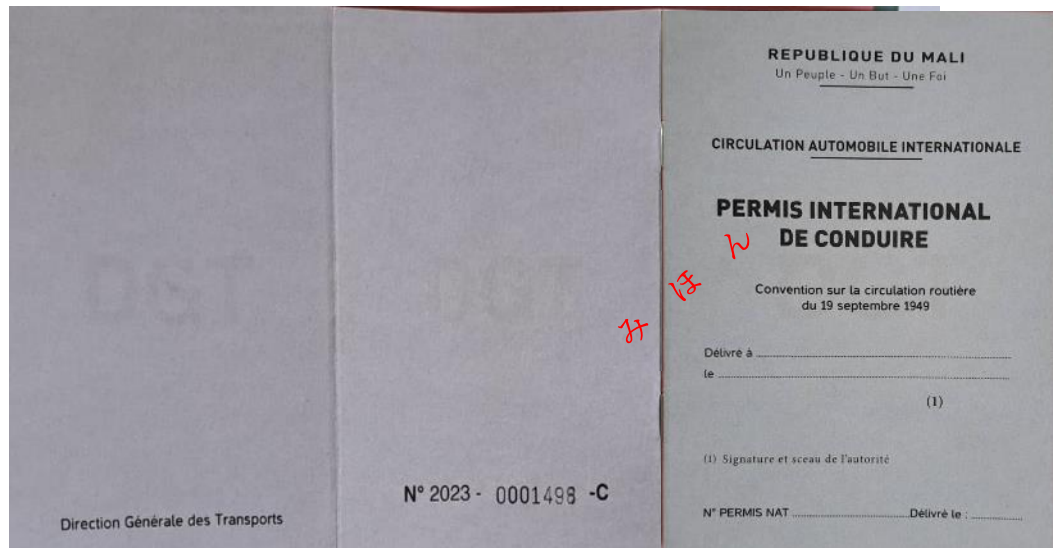 Direction Générale des Transports
N° 2023 - 0001498 -C
みほん
REPUBLIQUE DU MALI
Un Peuple - Un But - Une Foi
CIRCULATION AUTOMOBILE INTERNATIONALE
PERMIS INTERNATIONAL
DE CONDUIRE
Convention sur la circulation routière
du 19 septembre 1949
Délivré à
le
(1)
(1) Signature et sceau de l'autorité
N° PERMIS NAT Délivré le :